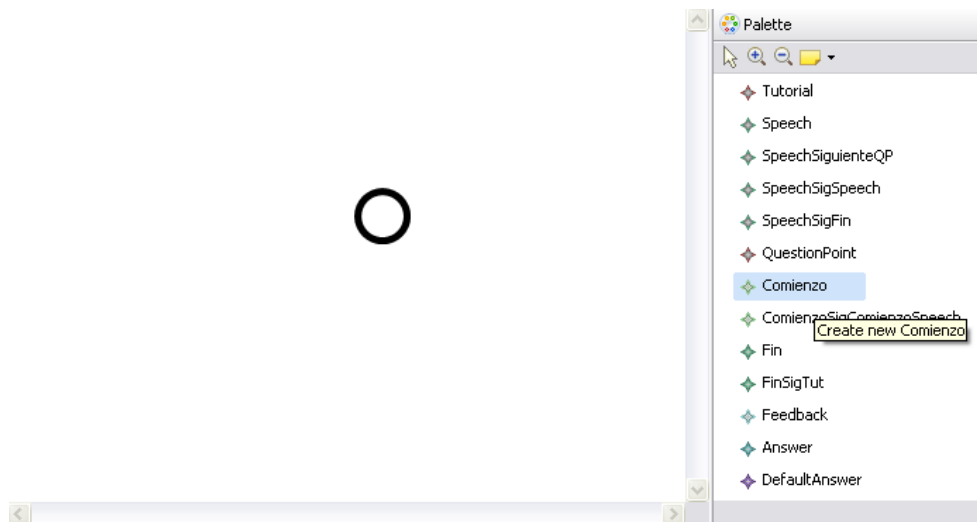 Palette
Tutorial
Speech
SpeechSiguienteQP
SpeechSigSpeech
SpeechSigFin
QuestionPoint
Comienzo
ComienzoSigComienzoSpeech
Create new Comienzo
Fin
FinSigTut
Feedback
Answer
DefaultAnswer